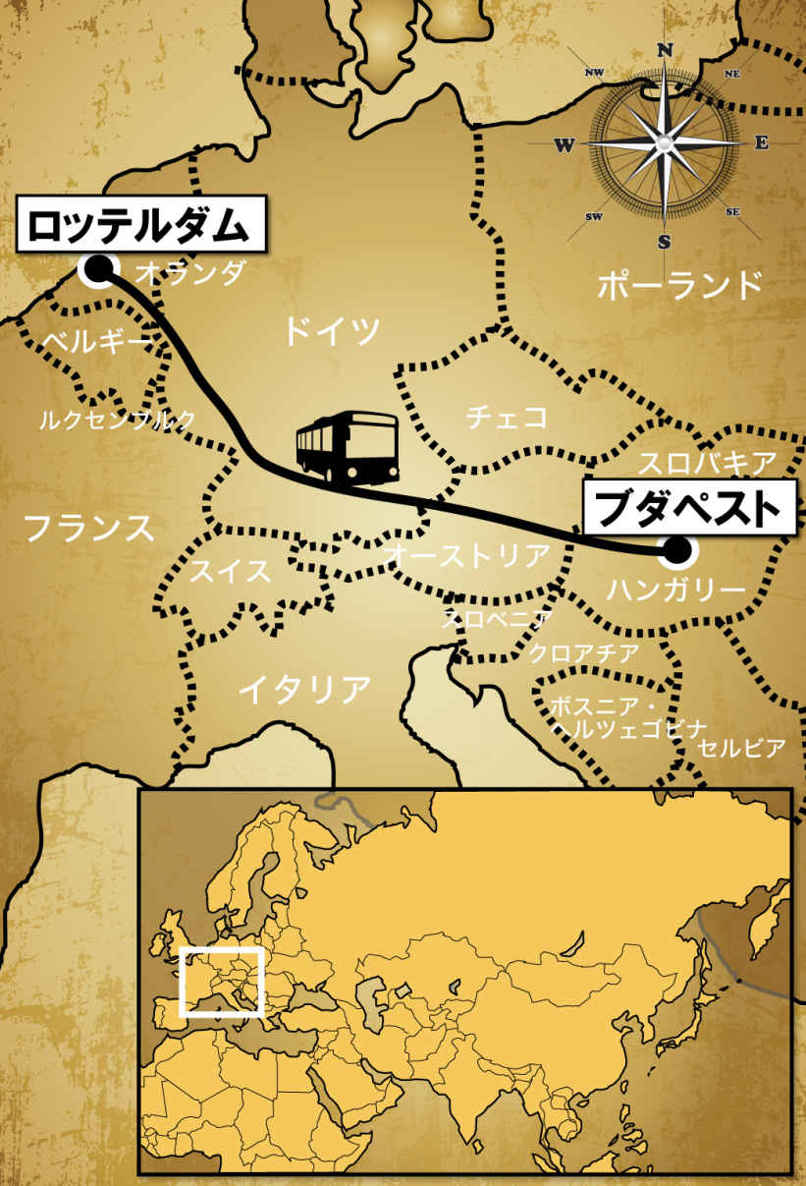 N
NW
NE
W
E
SW
SE
S
ロッテルダム
オランダ
ポーランド
ドイツ
ベルギー
チェコ
ルクセンブルク
スロバキア
ブダペスト
フランス
オーストリア
スイス
ハンガリー
スロベニア
クロアチア
イタリア
ボスニア・
ヘルツェゴビナ
セルビア